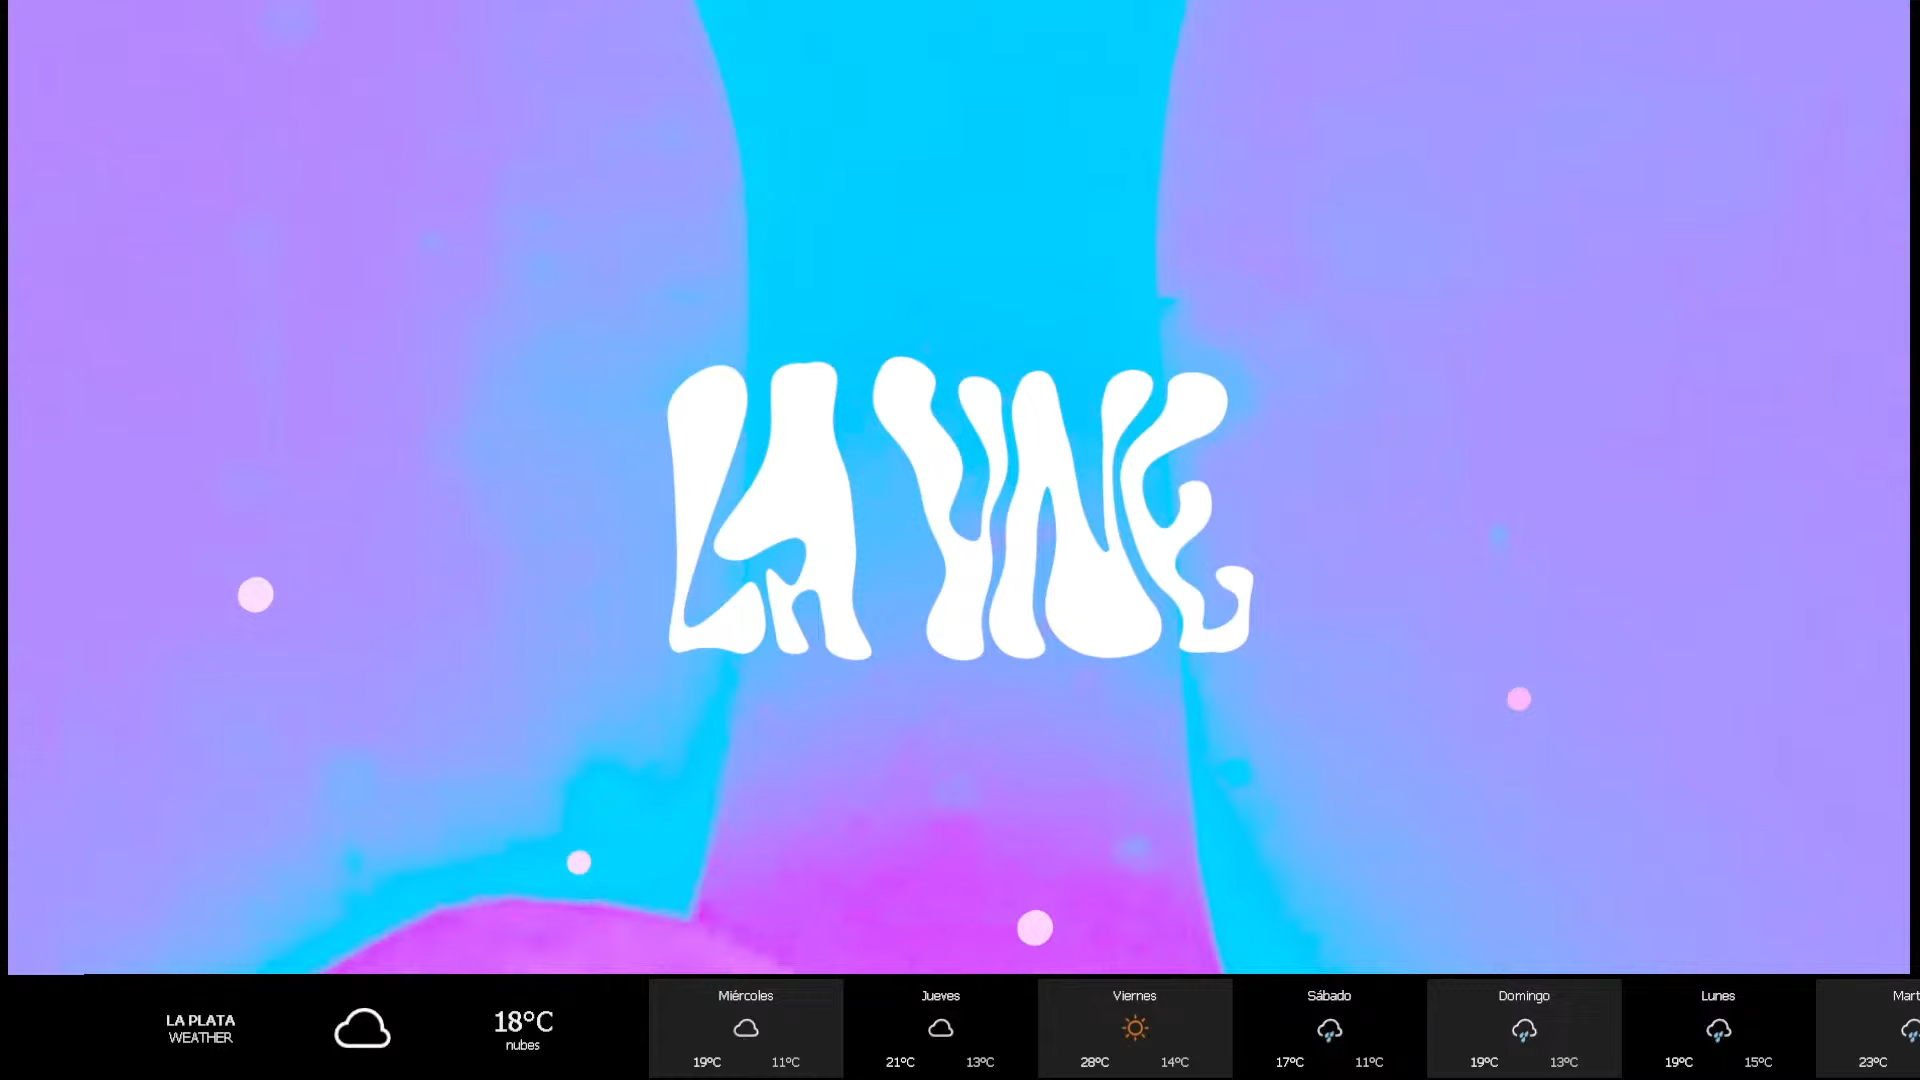 LA YNE
LA PLATA
WEATHER
18°C
nubes
Miércoles
19°C 11°C
Jueves
21°C 13°C
Viernes
28°C 14°C
Sábado
17°C 11°C
Domingo
19°C 13°C
Lunes
19°C 15°C
Mart
23°C